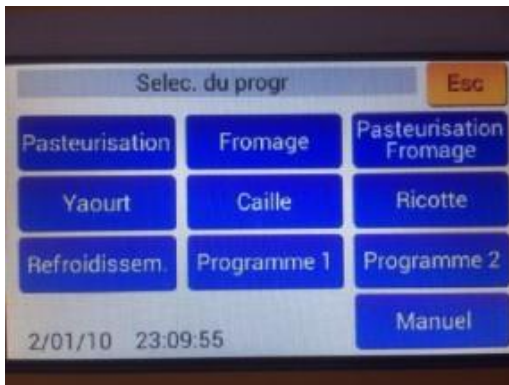 Selec. du progr
Esc
Pasteurisation
Fromage
Pasteurisation
Fromage
Yaourt
Caille
Ricotte
Refroidissem.
Programme 1
Programme 2
Manuel
2/01/10 23:09:55